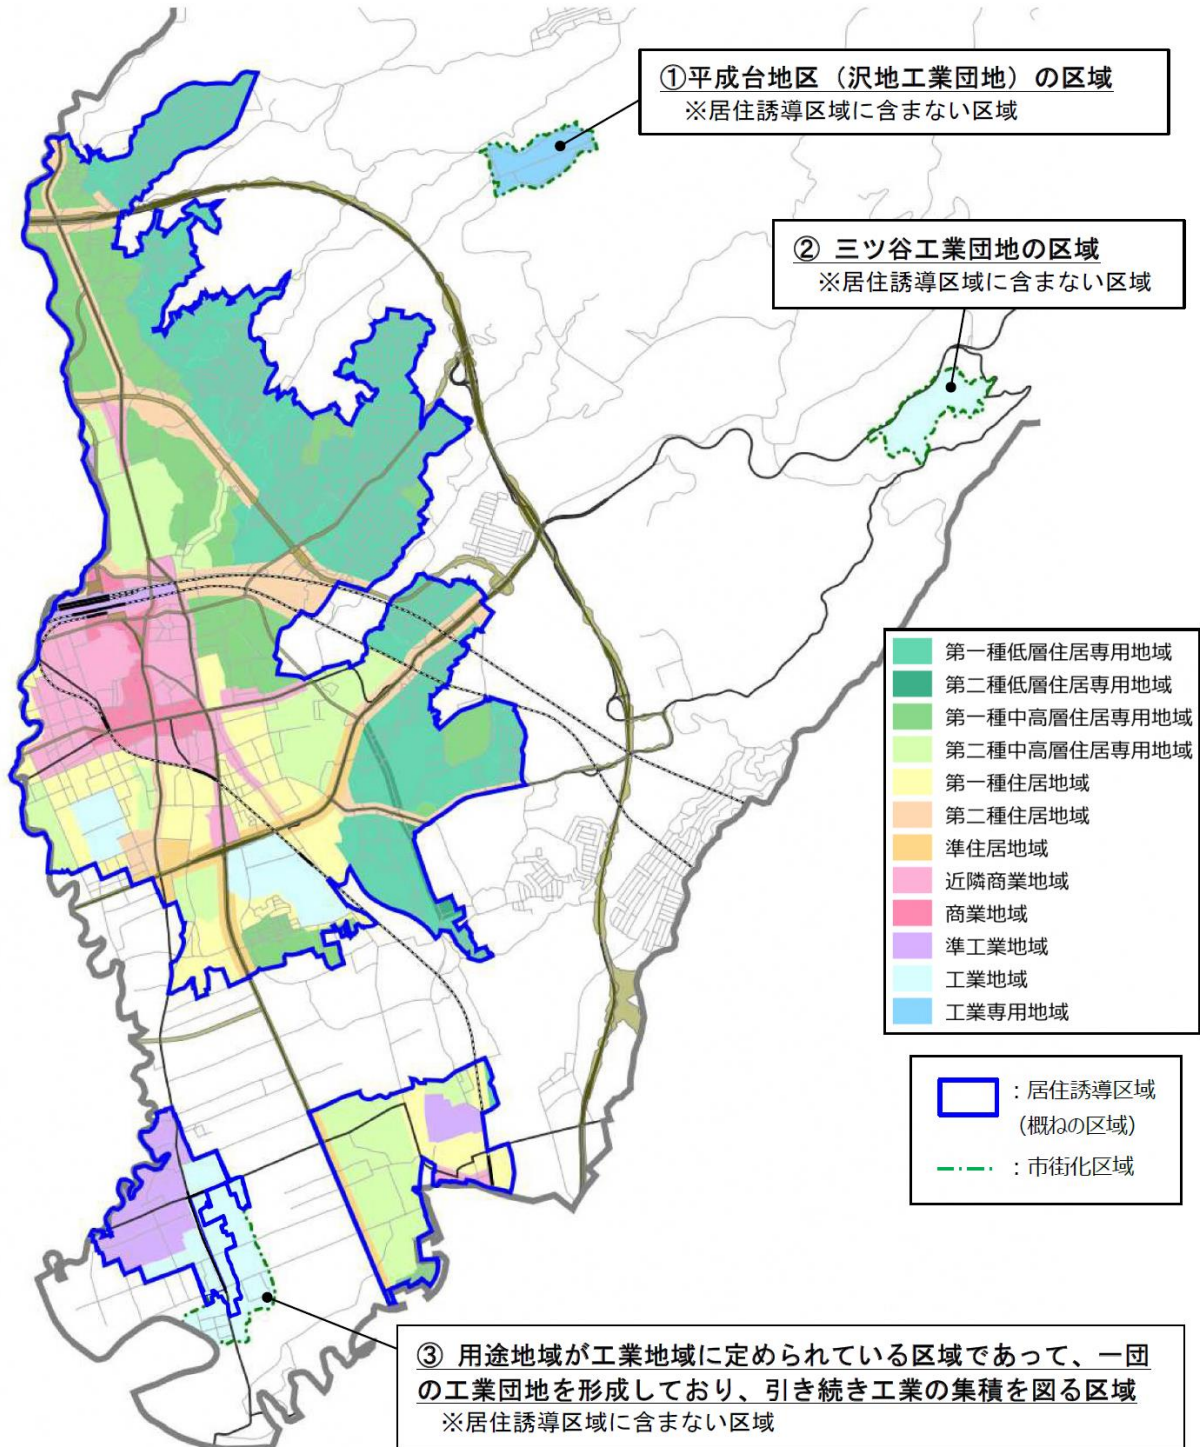 ①平成台地区（沢地工業団地）の区域
※居住誘導区域に含まない区域
② 三ツ谷工業団地の区域
※居住誘導区域に含まない区域
第一種低層住居専用地域
第二種低層住居専用地域
第一種中高層住居専用地域
第二種中高層住居専用地域
第一種住居地域
第二種住居地域
準住居地域
近隣商業地域
商業地域
準工業地域
工業地域
工業専用地域
：居住誘導区域
(概ねの区域)
：市街化区域
③ 用途地域が工業地域に定められている区域であって、一団
の工業団地を形成しており、引き続き工業の集積を図る区域
※居住誘導区域に含まない区域